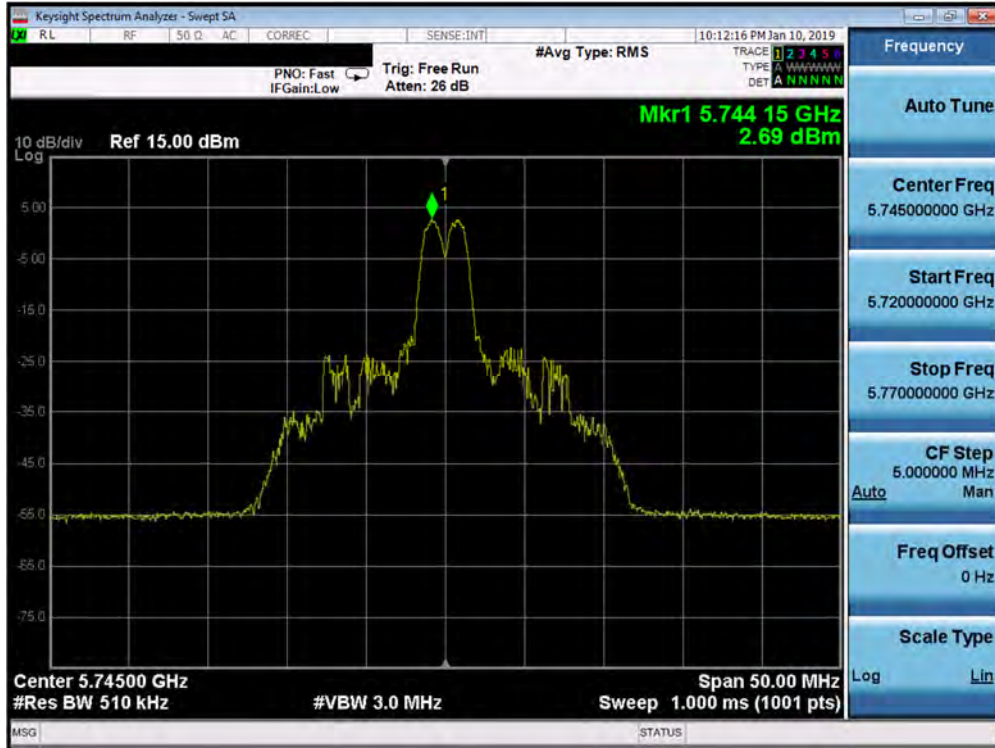 Keysight Spectrum Analyzer - Swept SA
RL RF 50 Ω AC CORREC SENSE:INT 10:12:16 PM Jan 10, 2019
#Avg Type: RMS
TRACE 1 2 3 4 5 6
PNO: Fast Trig: Free Run TYPE A WWWWW
IFGain:Low Atten: 26 dB DET A N N N N N
Mkr1 5.744 15 GHz
2.69 dBm
10 dB/div Ref 15.00 dBm
Log
1
5.00
-5.00
-15.0
-25.0
-35.0
-45.0
-55.0
-65.0
-75.0
Center 5.74500 GHz Span 50.00 MHz
#Res BW 510 kHz #VBW 3.0 MHz Sweep 1.000 ms (1001 pts)
MSG STATUS
Frequency
Auto Tune
Center Freq
5.745000000 GHz
Start Freq
5.720000000 GHz
Stop Freq
5.770000000 GHz
CF Step
5.000000 MHz
Auto Man
Freq Offset
0 Hz
Scale Type
Log Lin